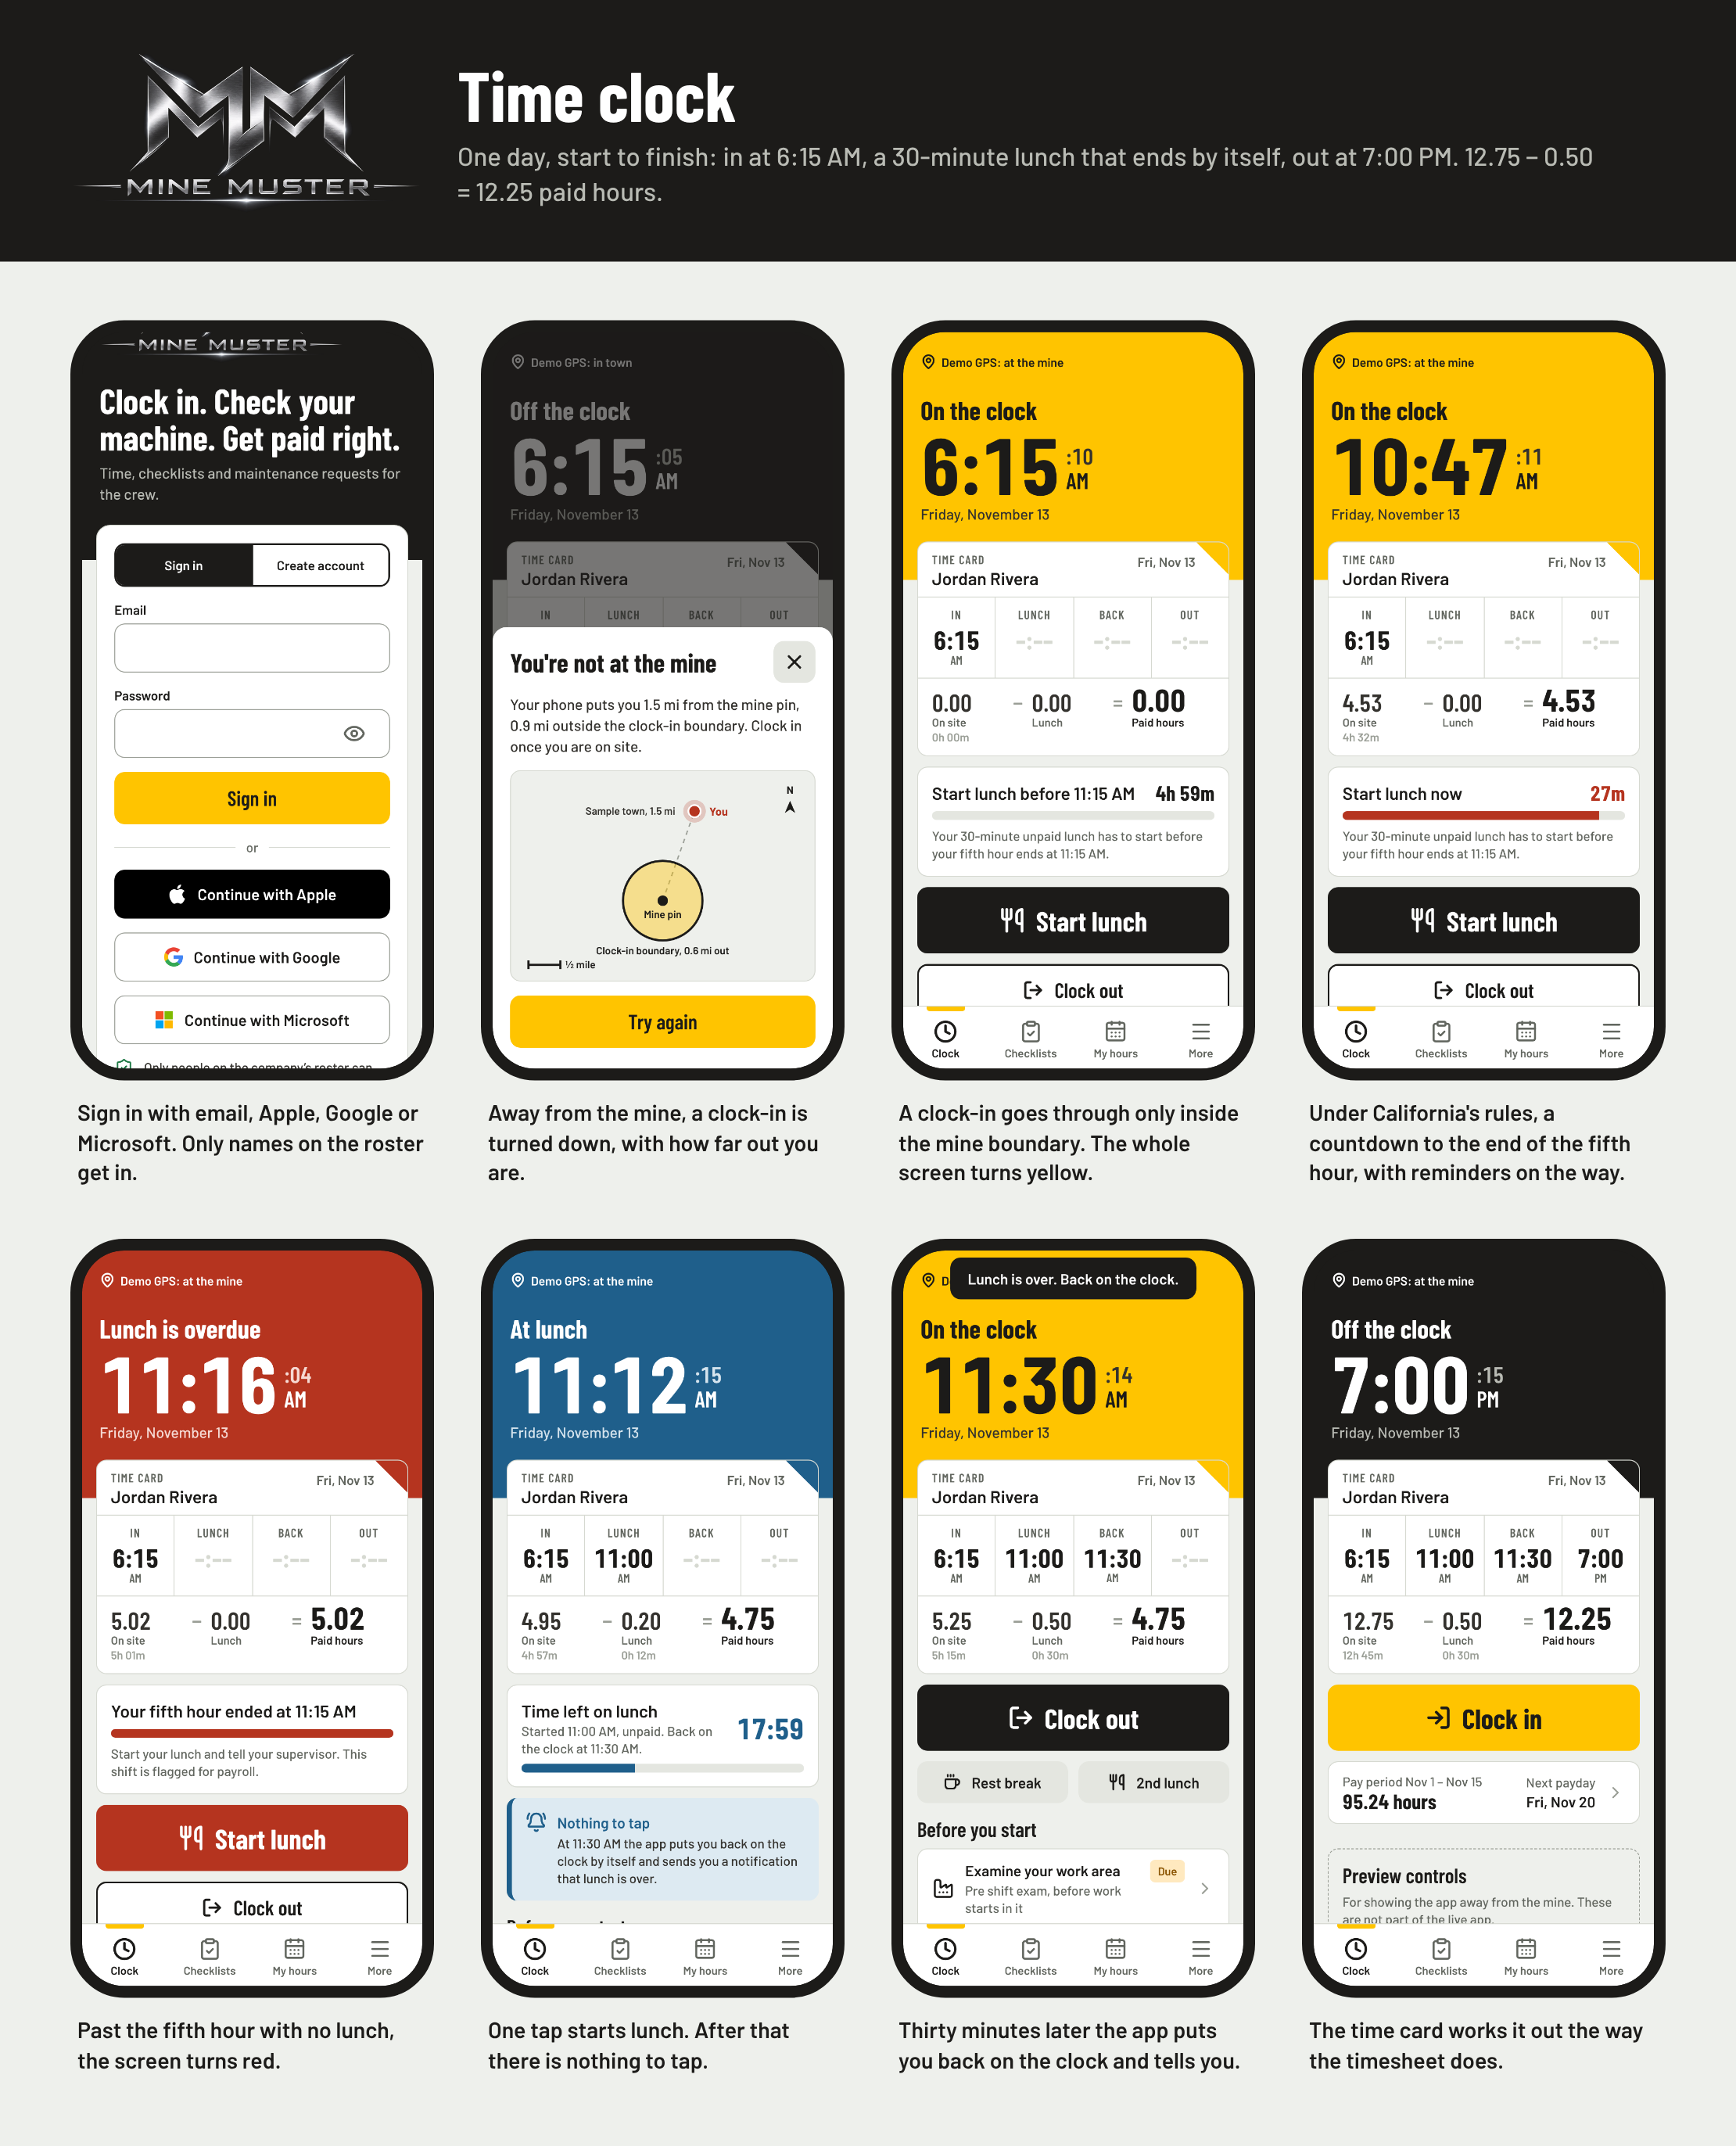 MM
MINE MUSTER
Time clock
One day, start to finish: in at 6:15 AM, a 30-minute lunch that ends by itself, out at 7:00 PM. 12.75 – 0.50
= 12.25 paid hours.
MINE MUSTER
Clock in. Check your
machine. Get paid right.
Time, checklists and maintenance requests for
the crew.
Sign in
Create account
Email
Password
Sign in
or
Continue with Apple
Continue with Google
Continue with Microsoft
Only people on the company's roster can
Sign in with email, Apple, Google or
Microsoft. Only names on the roster
get in.
Demo GPS: in town
Off the clock
6:15 :05 AM
Friday, November 13
TIME CARD
Fri, Nov 13
Jordan Rivera
IN LUNCH BACK OUT
You're not at the mine
Your phone puts you 1.5 mi from the mine pin,
0.9 mi outside the clock-in boundary. Clock in
once you are on site.
N
Sample town, 1.5 mi
You
Mine pin
Clock-in boundary, 0.6 mi out
½ mile
Try again
Away from the mine, a clock-in is
turned down, with how far out you
are.
Demo GPS: at the mine
On the clock
6:15 :10 AM
Friday, November 13
TIME CARD
Fri, Nov 13
Jordan Rivera
IN LUNCH BACK OUT
6:15 -:-- -:-- -:--
AM
0.00 – 0.00 = 0.00
On site Lunch Paid hours
0h 00m
Start lunch before 11:15 AM 4h 59m
Your 30-minute unpaid lunch has to start before
your fifth hour ends at 11:15 AM.
Start lunch
Clock out
Clock Checklists My hours More
A clock-in goes through only inside
the mine boundary. The whole
screen turns yellow.
Demo GPS: at the mine
On the clock
10:47 :11 AM
Friday, November 13
TIME CARD
Fri, Nov 13
Jordan Rivera
IN LUNCH BACK OUT
6:15 -:-- -:-- -:--
AM
4.53 – 0.00 = 4.53
On site Lunch Paid hours
4h 32m
Start lunch now 27m
Your 30-minute unpaid lunch has to start before
your fifth hour ends at 11:15 AM.
Start lunch
Clock out
Clock Checklists My hours More
Under California's rules, a
countdown to the end of the fifth
hour, with reminders on the way.
Demo GPS: at the mine
Lunch is overdue
11:16 :04 AM
Friday, November 13
TIME CARD
Fri, Nov 13
Jordan Rivera
IN LUNCH BACK OUT
6:15 -:-- -:-- -:--
AM
5.02 – 0.00 = 5.02
On site Lunch Paid hours
5h 01m
Your fifth hour ended at 11:15 AM
Start your lunch and tell your supervisor. This
shift is flagged for payroll.
Start lunch
Clock out
Clock Checklists My hours More
Past the fifth hour with no lunch,
the screen turns red.
Demo GPS: at the mine
At lunch
11:12 :15 AM
Friday, November 13
TIME CARD
Fri, Nov 13
Jordan Rivera
IN LUNCH BACK OUT
6:15 11:00 -:-- -:--
AM AM
4.95 – 0.20 = 4.75
On site Lunch Paid hours
4h 57m 0h 12m
Time left on lunch
Started 11:00 AM, unpaid. Back on
the clock at 11:30 AM.
17:59
Nothing to tap
At 11:30 AM the app puts you back on the
clock by itself and sends you a notification
that lunch is over.
Clock Checklists My hours More
One tap starts lunch. After that
there is nothing to tap.
D
Lunch is over. Back on the clock.
On the clock
11:30 :14 AM
Friday, November 13
TIME CARD
Fri, Nov 13
Jordan Rivera
IN LUNCH BACK OUT
6:15 11:00 11:30 -:--
AM AM AM
5.25 – 0.50 = 4.75
On site Lunch Paid hours
5h 15m 0h 30m
Clock out
Rest break
2nd lunch
Before you start
Examine your work area
Due
Pre shift exam, before work
starts in it
Clock Checklists My hours More
Thirty minutes later the app puts
you back on the clock and tells you.
Demo GPS: at the mine
Off the clock
7:00 :15 PM
Friday, November 13
TIME CARD
Fri, Nov 13
Jordan Rivera
IN LUNCH BACK OUT
6:15 11:00 11:30 7:00
AM AM AM PM
12.75 – 0.50 = 12.25
On site Lunch Paid hours
12h 45m 0h 30m
Clock in
Pay period Nov 1 – Nov 15
95.24 hours
Next payday
Fri, Nov 20
Preview controls
For showing the app away from the mine. These
are not part of the live app.
Clock Checklists My hours More
The time card works it out the way
the timesheet does.